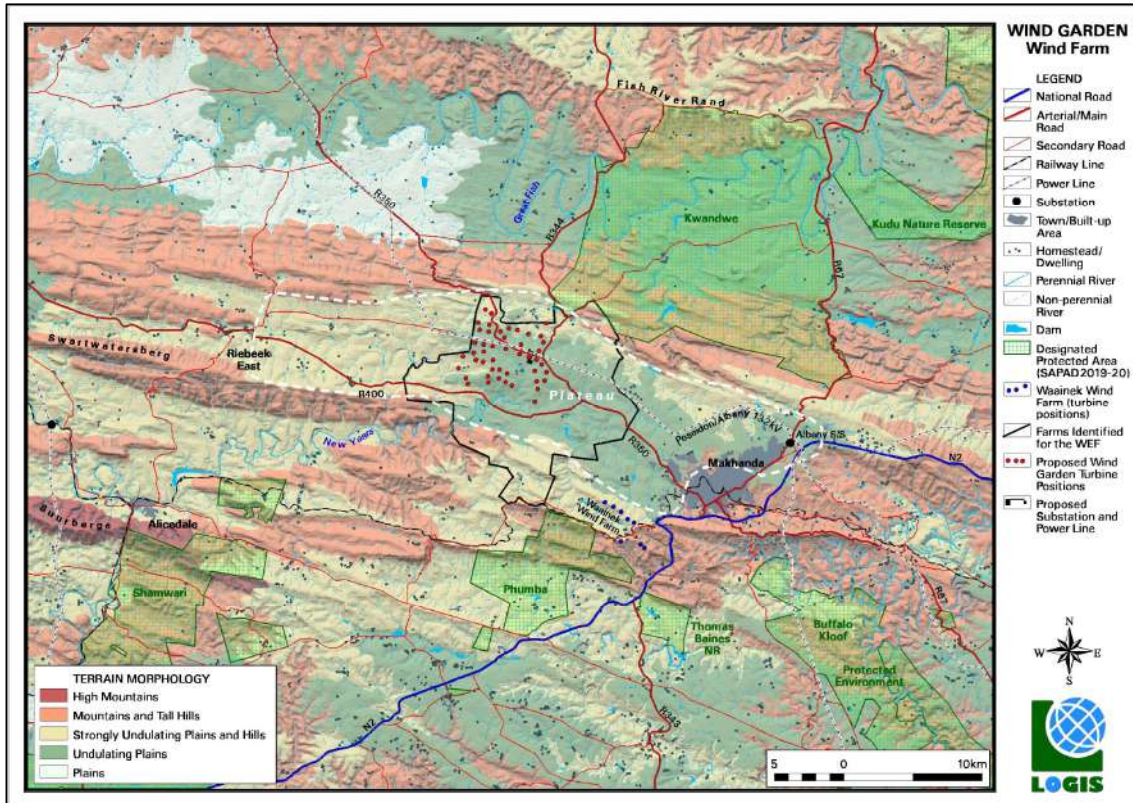 WIND GARDEN
Wind Farm
LEGEND
National Road
Arterial/Main
Road
Secondary Road
Railway Line
Power Line
Substation
Town/Built-up
Area
Homestead/
Dwelling
Perennial River
Non-perennial
River
Dam
Designated
Protected Area
(SAPAD2019-20)
Waainek Wind
Farm (turbine
positions)
Farms Identified
for the WEF
Proposed Wind
Garden Turbine
Positions
Proposed
Substation and
Power Line
N
W E
S
LOGIS
Fish River Rand
R350
Great Fish
R344
Kwandwe
Kudu Nature Reserve
R67
Swartwatersberg
Riebeek
East
R400
Plateau
New Years
R350
Poseidon/Albany 132kV
Albany S/S
Makhanda
N2
Waainek
Wind Farm
Suurberge
Alicedale
Shamwari
Phumba
Thomas
Baines
NR
Buffalo
Kloof
Protected
Environment
R67
N2
R343
TERRAIN MORPHOLOGY
High Mountains
Mountains and Tall Hills
Strongly Undulating Plains and Hills
Undulating Plains
Plains
5 0 10km